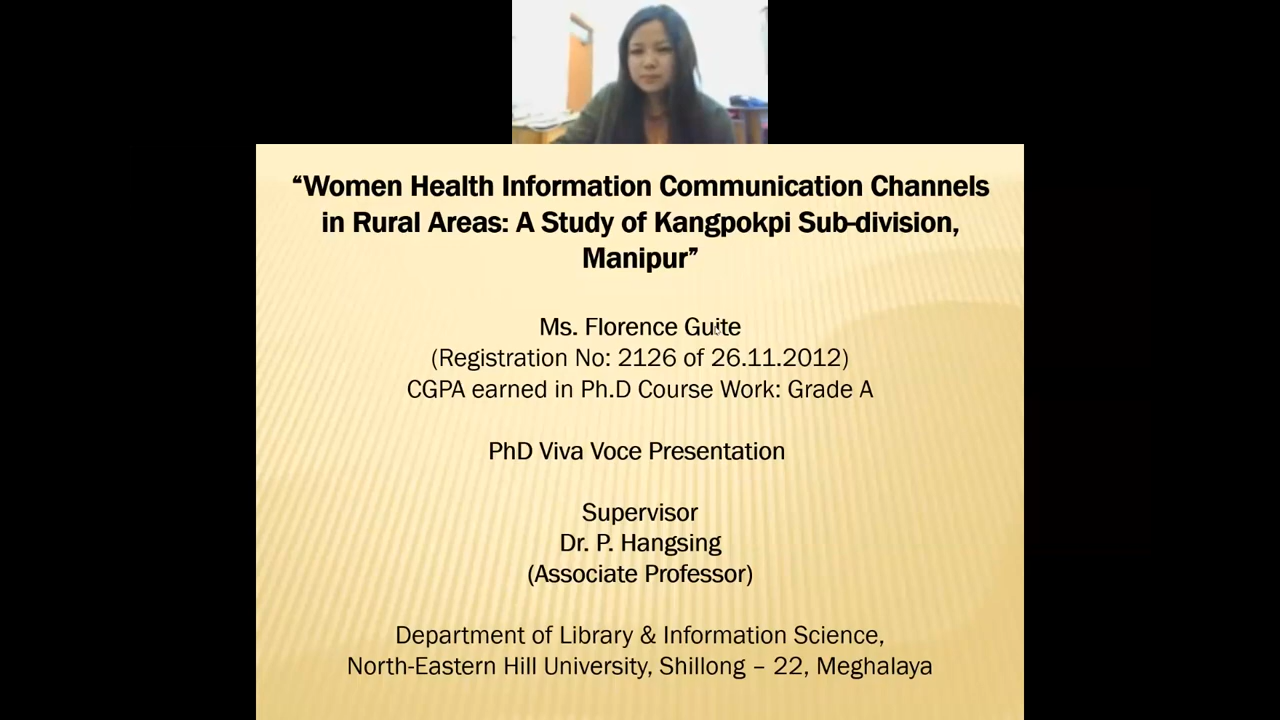 “Women Health Information Communication Channels
in Rural Areas: A Study of Kangpokpi Sub-division,
Manipur”
Ms. Florence Guite
(Registration No: 2126 of 26.11.2012)
CGPA earned in Ph.D Course Work: Grade A
PhD Viva Voce Presentation
Supervisor
Dr. P. Hangsing
(Associate Professor)
Department of Library & Information Science,
North-Eastern Hill University, Shillong – 22, Meghalaya